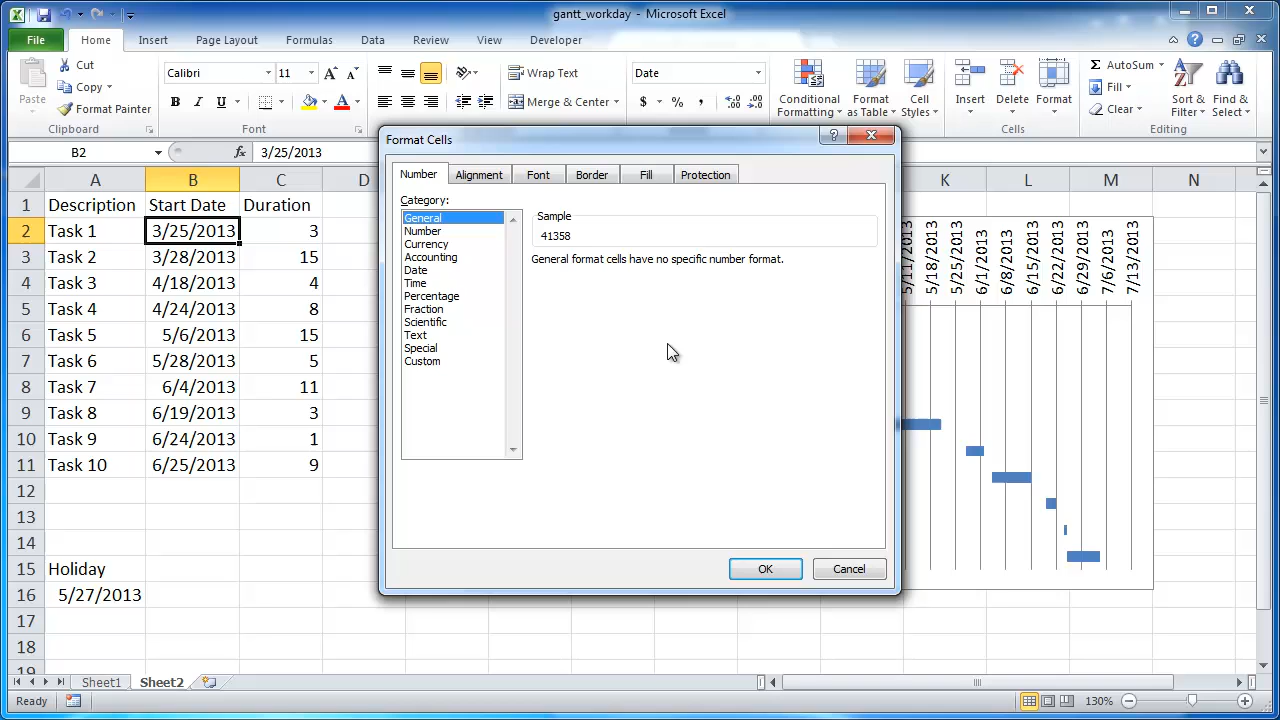 gantt_workday - Microsoft Excel
File Home Insert Page Layout Formulas Data Review View Developer
Paste
Cut
Copy
Format Painter
Clipboard
Calibri 11
B I U A
Font
Wrap Text
Merge & Center
Date
$ % ,
Conditional Formatting
Format as Table
Cell Styles
Insert Delete Format
Cells
AutoSum
Fill
Clear
Sort & Filter
Find & Select
Editing
B2 fx 3/25/2013
A B C D K L M N
1 Description Start Date Duration
2 Task 1 3/25/2013 3
3 Task 2 3/28/2013 15
4 Task 3 4/18/2013 4
5 Task 4 4/24/2013 8
6 Task 5 5/6/2013 15
7 Task 6 5/28/2013 5
8 Task 7 6/4/2013 11
9 Task 8 6/19/2013 3
10 Task 9 6/24/2013 1
11 Task 10 6/25/2013 9
12
13
14
15 Holiday
16 5/27/2013
17
18
19
Format Cells
Number Alignment Font Border Fill Protection
Category:
General
Number
Currency
Accounting
Date
Time
Percentage
Fraction
Scientific
Text
Special
Custom
Sample
41358
General format cells have no specific number format.
OK Cancel
5/11/2013
5/18/2013
5/25/2013
6/1/2013
6/8/2013
6/15/2013
6/22/2013
6/29/2013
7/6/2013
7/13/2013
Sheet1 Sheet2
Ready 130%